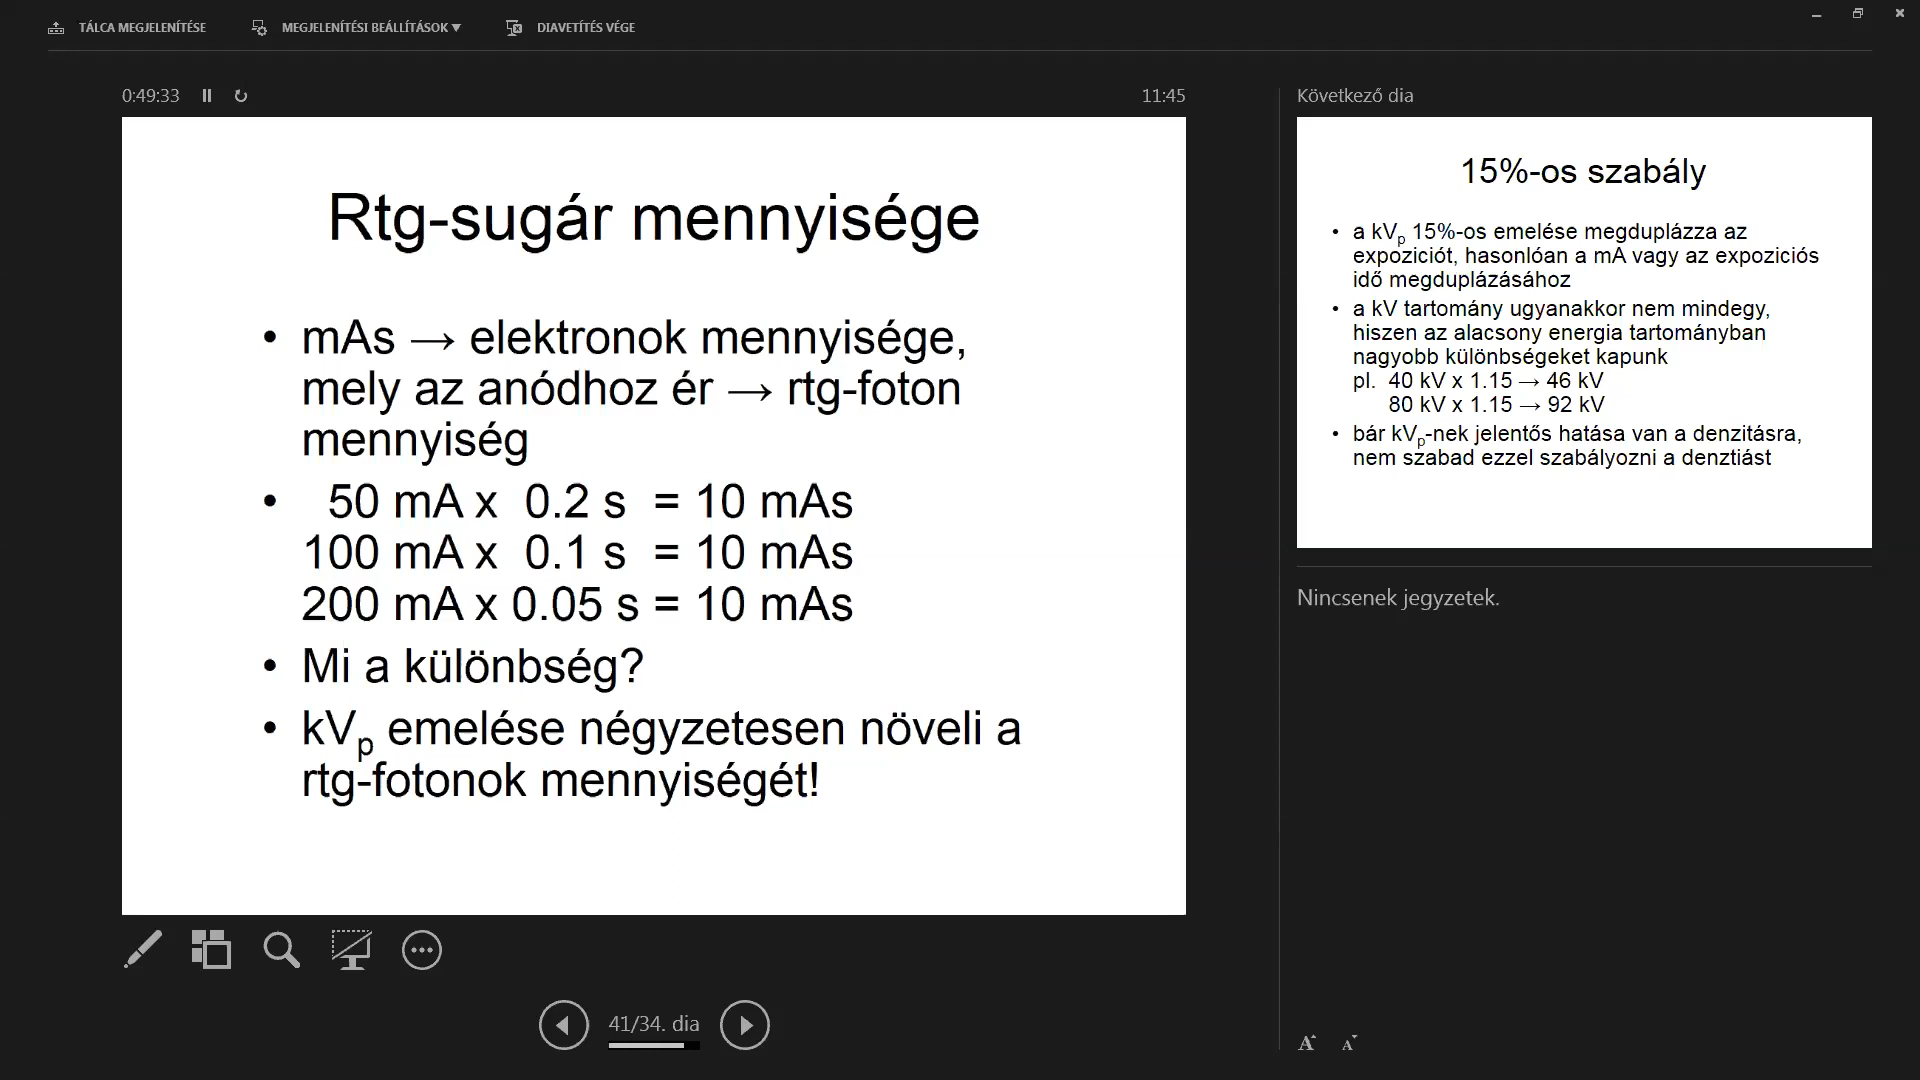 TÁLCA MEGJELENÍTÉSE
MEGJELENÍTÉSI BEÁLLÍTÁSOK ▼
DIAVETÍTÉS VÉGE
0:49:33
11:45
Rtg-sugár mennyisége
• mAs → elektronok mennyisége,
mely az anódhoz ér → rtg-foton
mennyiség
• 50 mA x 0.2 s = 10 mAs
100 mA x 0.1 s = 10 mAs
200 mA x 0.05 s = 10 mAs
• Mi a különbség?
• kVp emelése négyzetesen növeli a
rtg-fotonok mennyiségét!
41/34. dia
Következő dia
15%-os szabály
• a kVp 15%-os emelése megduplázza az
expoziciót, hasonlóan a mA vagy az expoziciós
idő megduplázásához
• a kV tartomány ugyanakkor nem mindegy,
hiszen az alacsony energia tartományban
nagyobb különbségeket kapunk
pl. 40 kV x 1.15 → 46 kV
80 kV x 1.15 → 92 kV
• bár kVp-nek jelentős hatása van a denzitásra,
nem szabad ezzel szabályozni a denztiást
Nincsenek jegyzetek.
A A